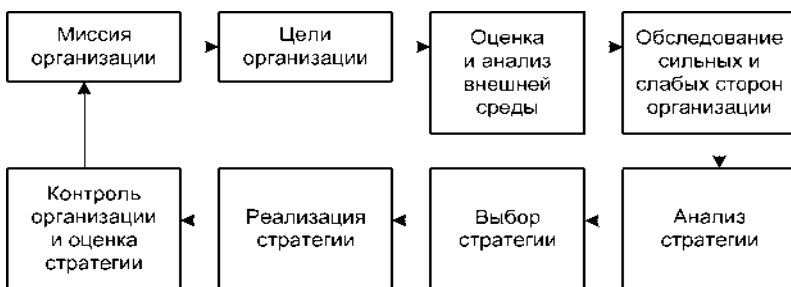 Миссия
организации
Цели
организации
Оценка
и анализ
внешней
среды
Обследование
сильных и
слабых сторон
организации
Контроль
организации
и оценка
стратегии
Реализация
стратегии
Выбор
стратегии
Анализ
стратегии